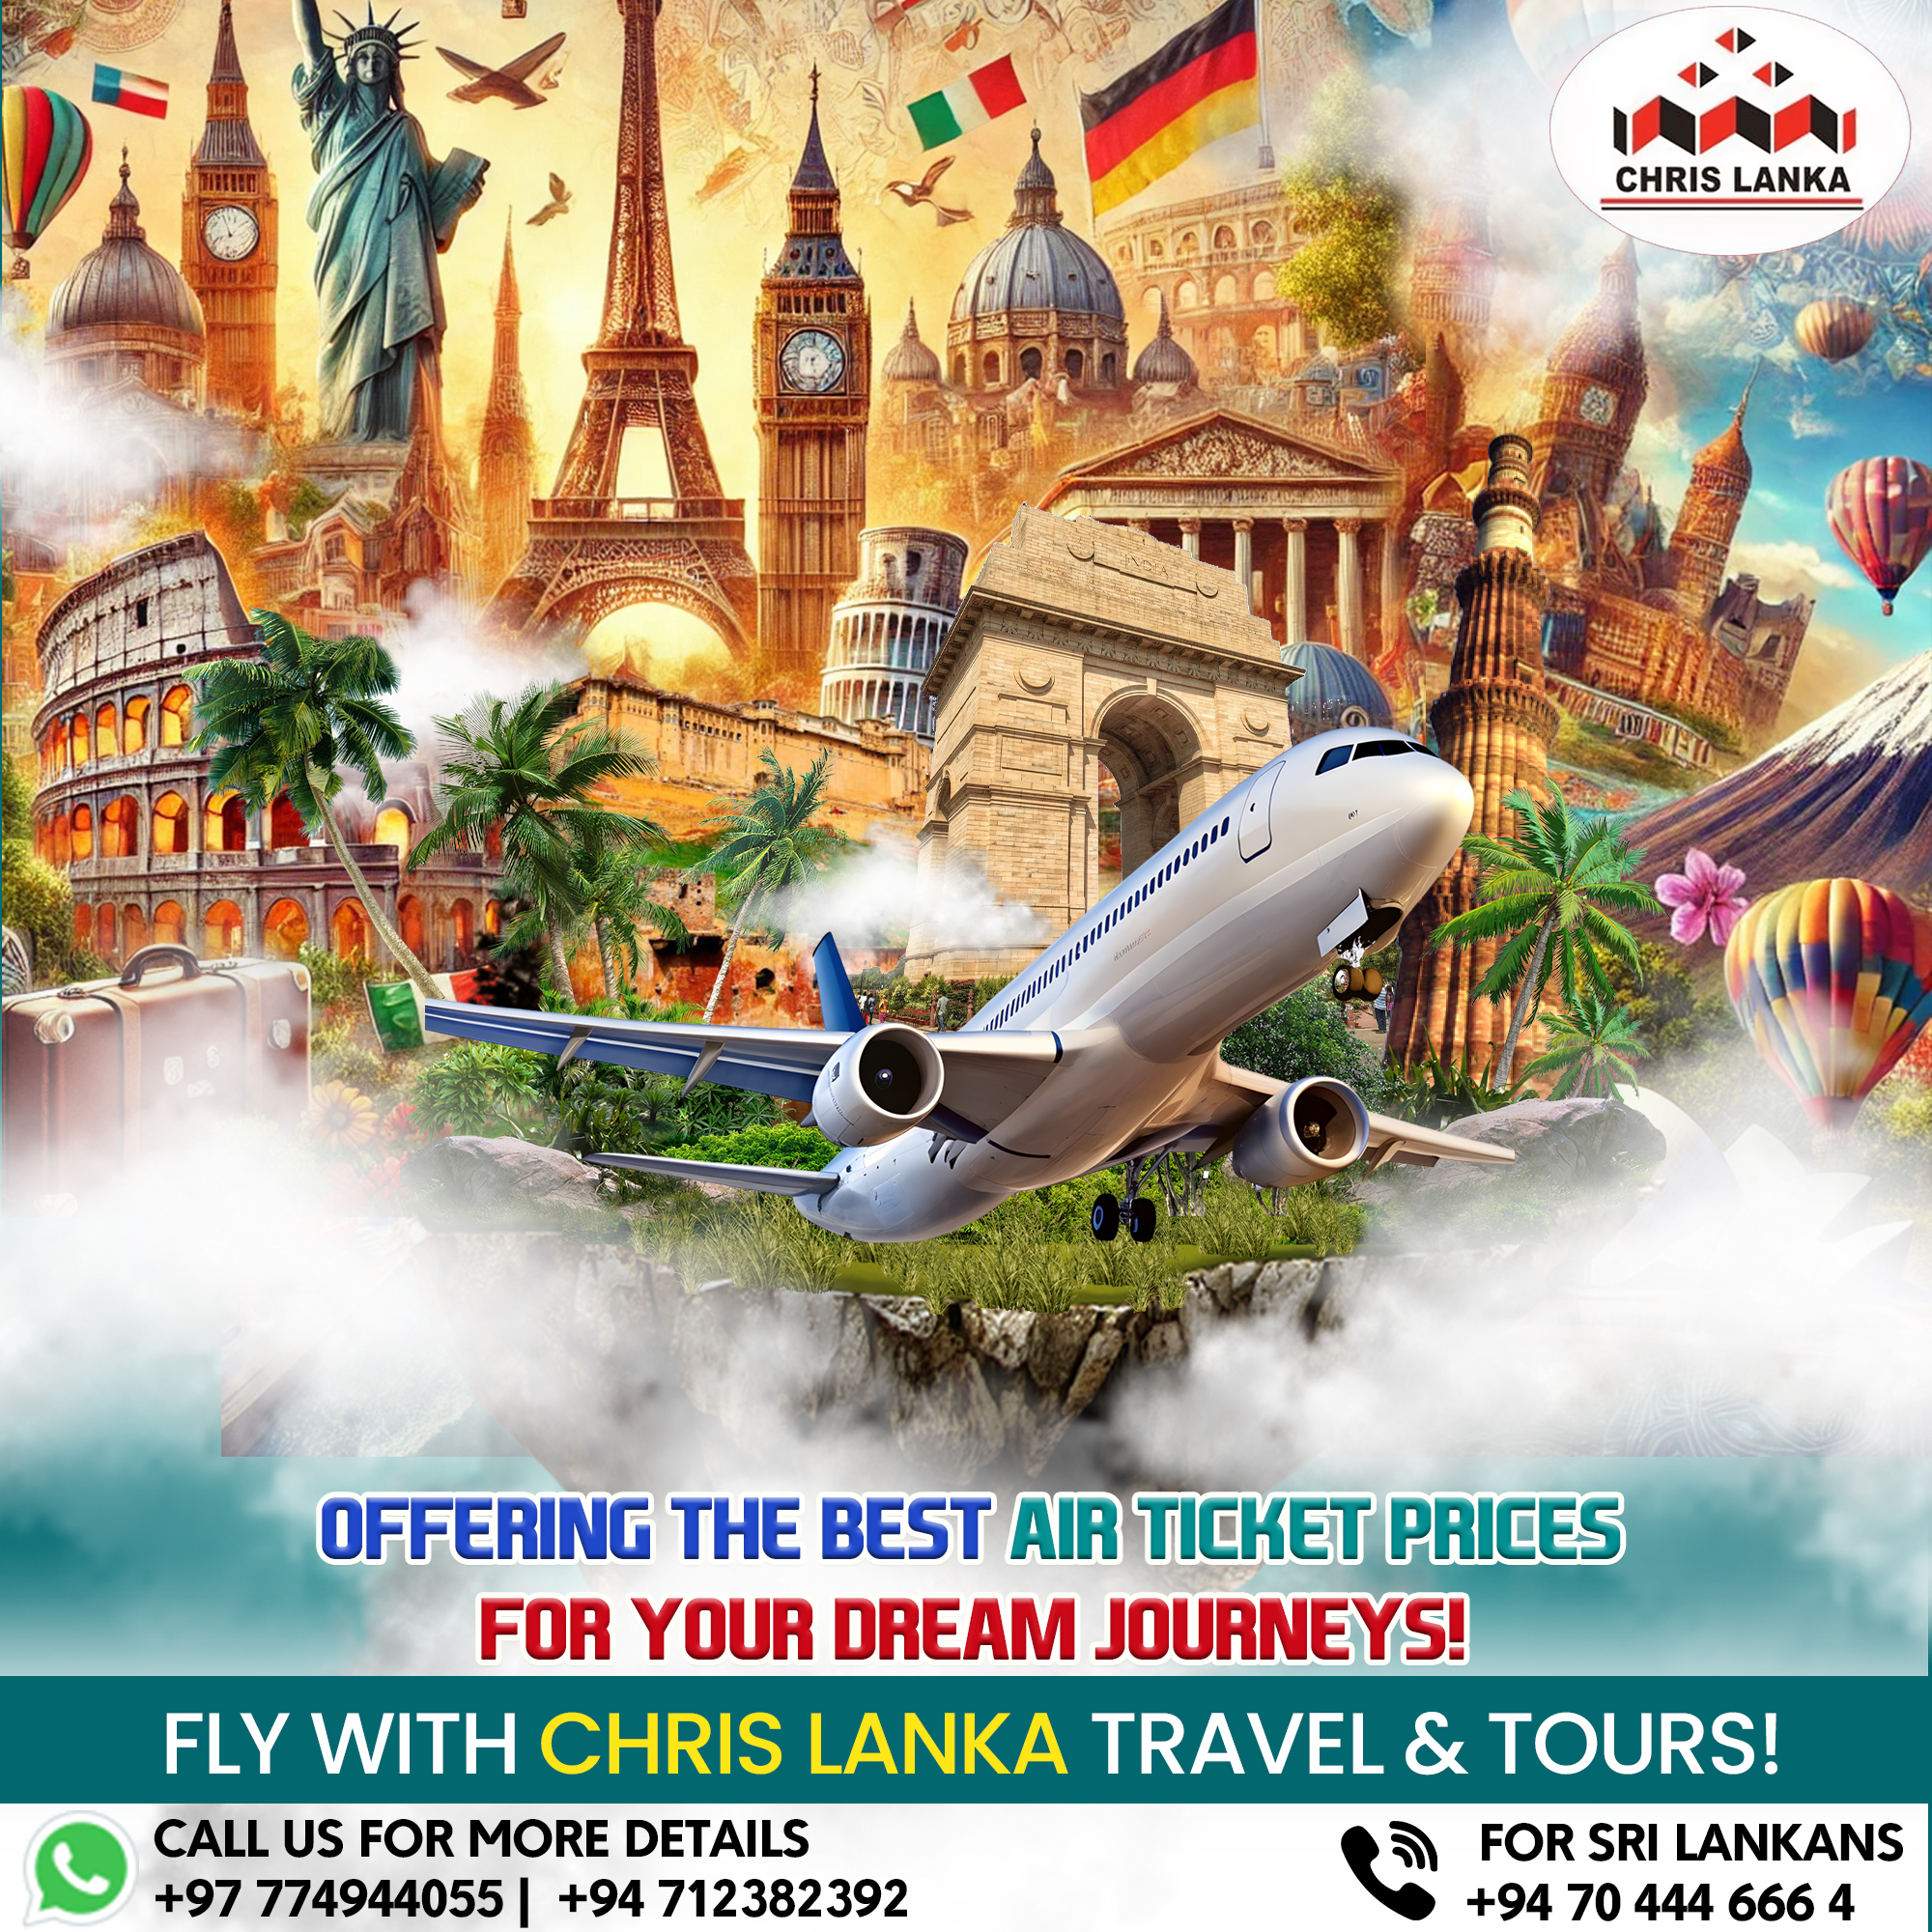 CHRIS LANKA
INDIA
OFFERING THE BEST AIR TICKET PRICES
FOR YOUR DREAM JOURNEYS!
FLY WITH CHRIS LANKA TRAVEL & TOURS!
CALL US FOR MORE DETAILS
+97 774944055 | +94 712382392
FOR SRI LANKANS
+94 70 444 666 4